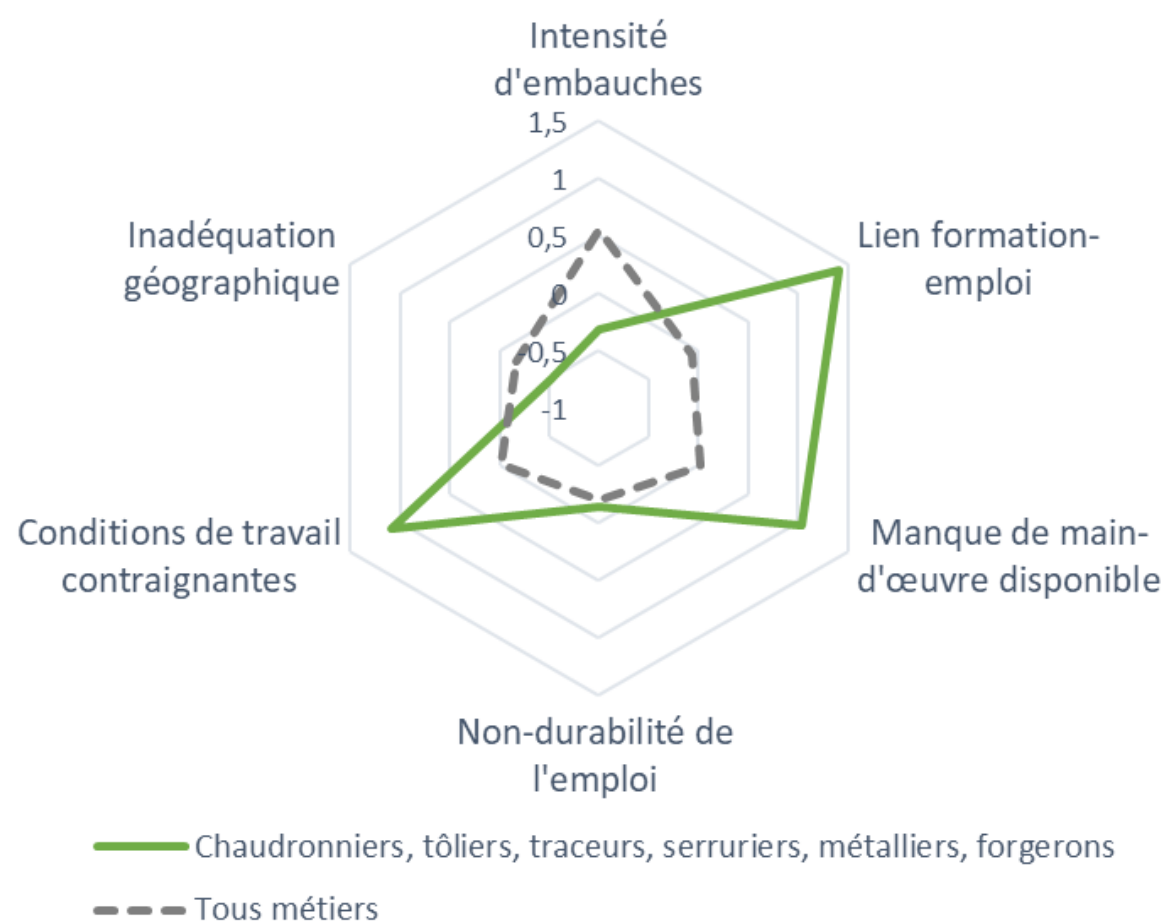 Intensité
d'embauches
1,5
1
0,5
0
-0,5
-1
Inadéquation
géographique
Lien formation-
emploi
Conditions de travail
contraignantes
Manque de main-
d'œuvre disponible
Non-durabilité de
l'emploi
Chaudronniers, tôliers, traceurs, serruriers, métalliers, forgerons
Tous métiers